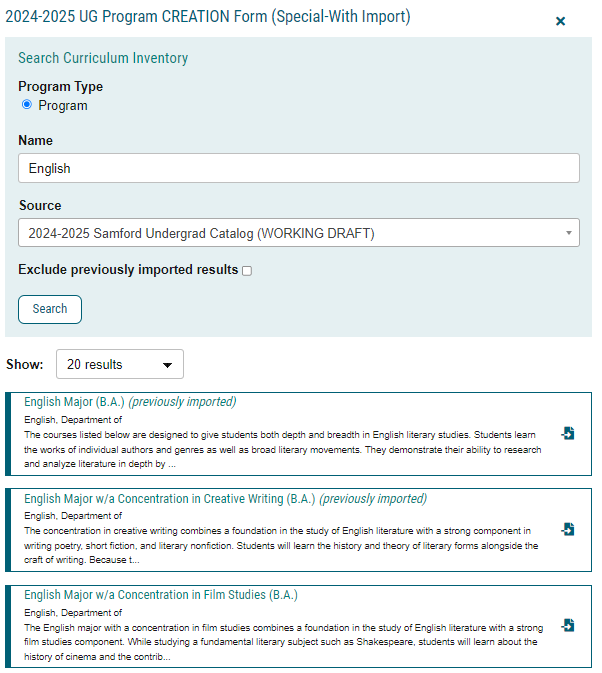 2024-2025 UG Program CREATION Form (Special-With Import)
Search Curriculum Inventory
Program Type
Program
Name
English
Source
2024-2025 Samford Undergrad Catalog (WORKING DRAFT)
Exclude previously imported results
Search
Show: 20 results
English Major (B.A.) (previously imported)
English, Department of
The courses listed below are designed to give students both depth and breadth in English literary studies. Students learn
the works of individual authors and genres as well as broad literary movements. They demonstrate their ability to research
and analyze literature in depth by ...
English Major w/a Concentration in Creative Writing (B.A.) (previously imported)
English, Department of
The concentration in creative writing combines a foundation in the study of English literature with a strong component in
writing poetry, short fiction, and literary nonfiction. Students will learn the history and theory of literary forms alongside the
craft of writing. Because t...
English Major w/a Concentration in Film Studies (B.A.)
English, Department of
The English major with a concentration in film studies combines a foundation in the study of English literature with a strong
film studies component. While studying a fundamental literary subject such as Shakespeare, students will learn about the
history of cinema and the contrib...